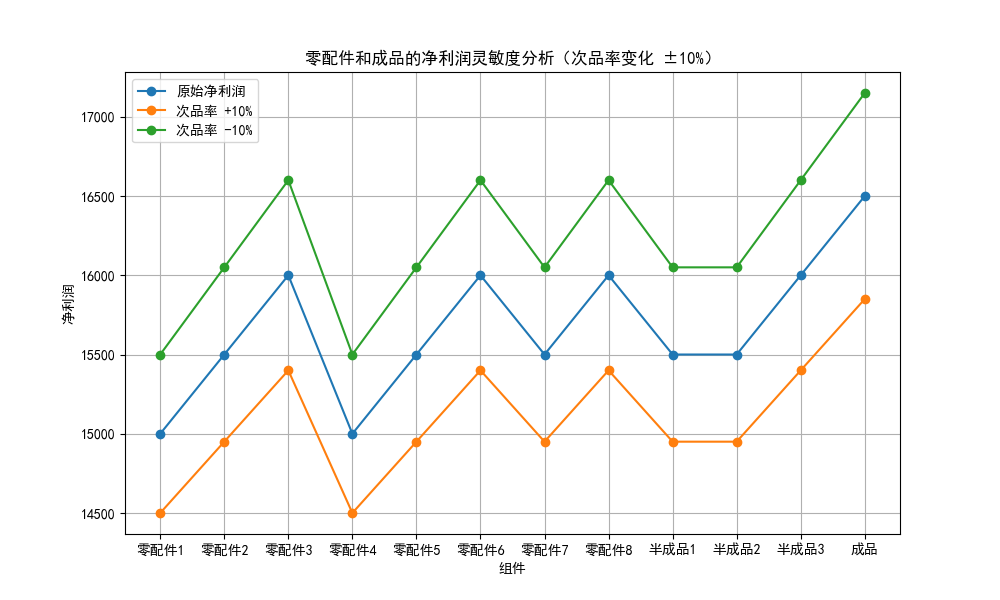 零配件和成品的净利润灵敏度分析（次品率变化 ±10%）
原始净利润
次品率 +10%
次品率 -10%
17000
16500
16000
15500
15000
14500
净利润
零配件1 零配件2 零配件3 零配件4 零配件5 零配件6 零配件7 零配件8 半成品1 半成品2 半成品3 成品
组件